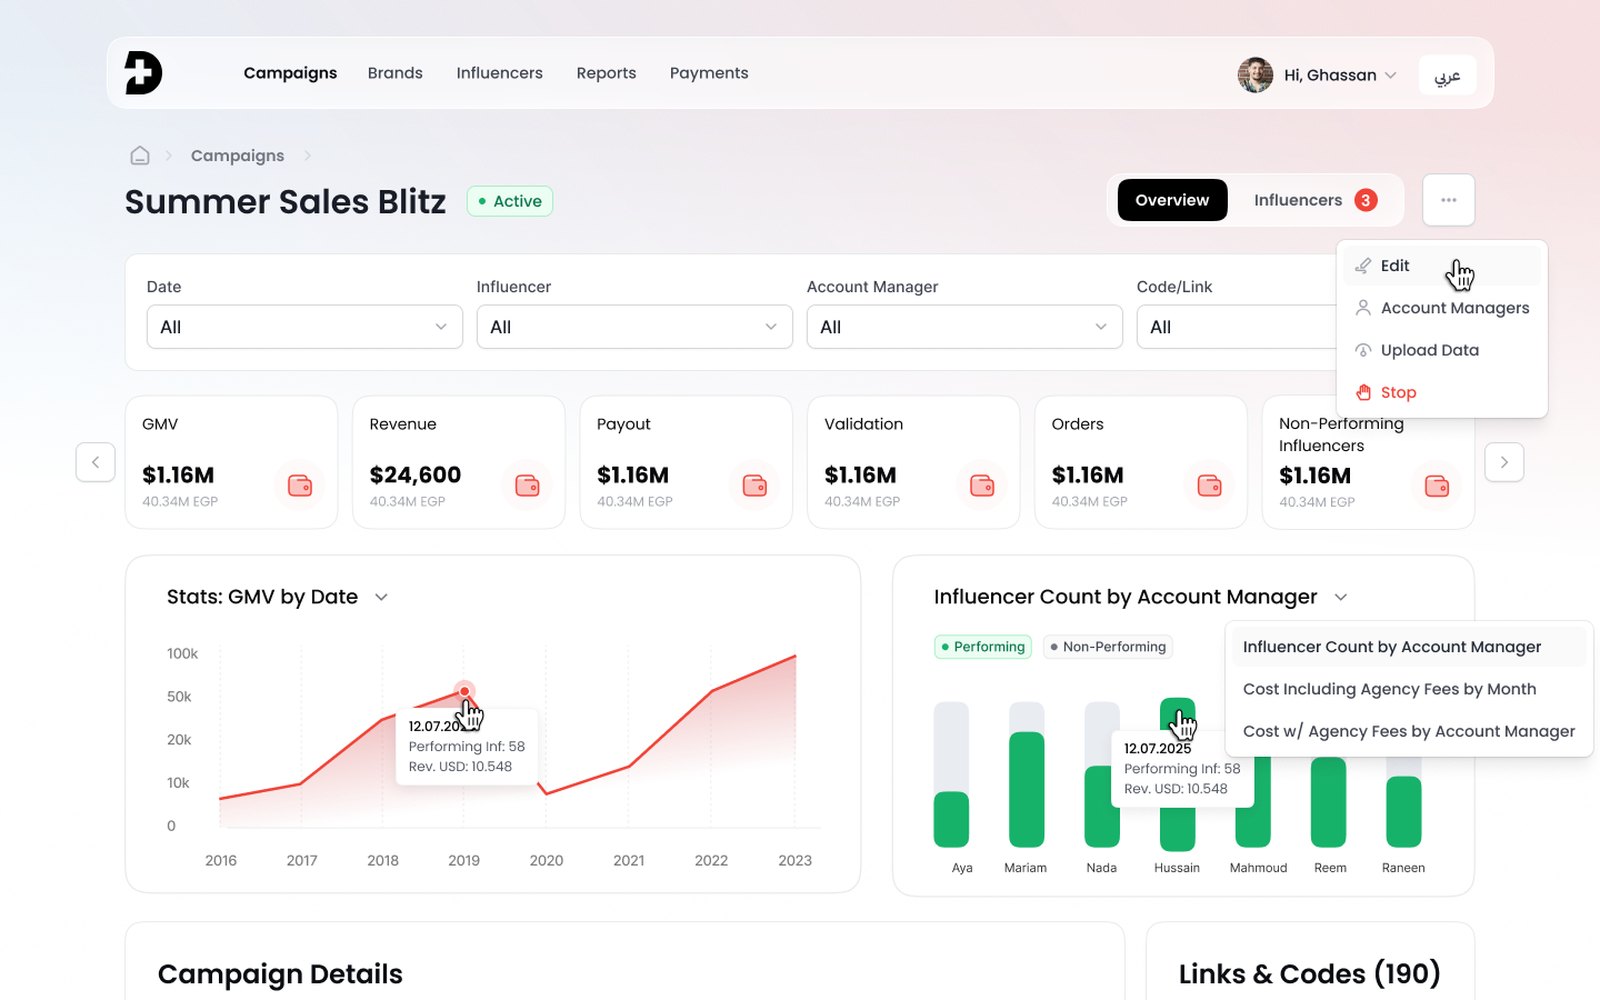 Campaigns
Brands
Influencers
Reports
Payments
Hi, Ghassan
عربي
Campaigns
Summer Sales Blitz
Active
Overview
Influencers
3
Edit
Account Managers
Upload Data
Stop
Date
Influencer
Account Manager
Code/Link
All
All
All
All
GMV
$1.16M
40.34M EGP
Revenue
$24,600
40.34M EGP
Payout
$1.16M
40.34M EGP
Validation
$1.16M
40.34M EGP
Orders
$1.16M
40.34M EGP
Non-Performing
Influencers
$1.16M
40.34M EGP
Stats: GMV by Date
100k
50k
20k
10k
0
12.07.20
Performing Inf: 58
Rev. USD: 10.548
2016
2017
2018
2019
2020
2021
2022
2023
Influencer Count by Account Manager
Performing
Non-Performing
Influencer Count by Account Manager
Cost Including Agency Fees by Month
Cost w/ Agency Fees by Account Manager
12.07.2025
Performing Inf: 58
Rev. USD: 10.548
Aya
Mariam
Nada
Hussain
Mahmoud
Reem
Raneen
Campaign Details
Links & Codes (190)